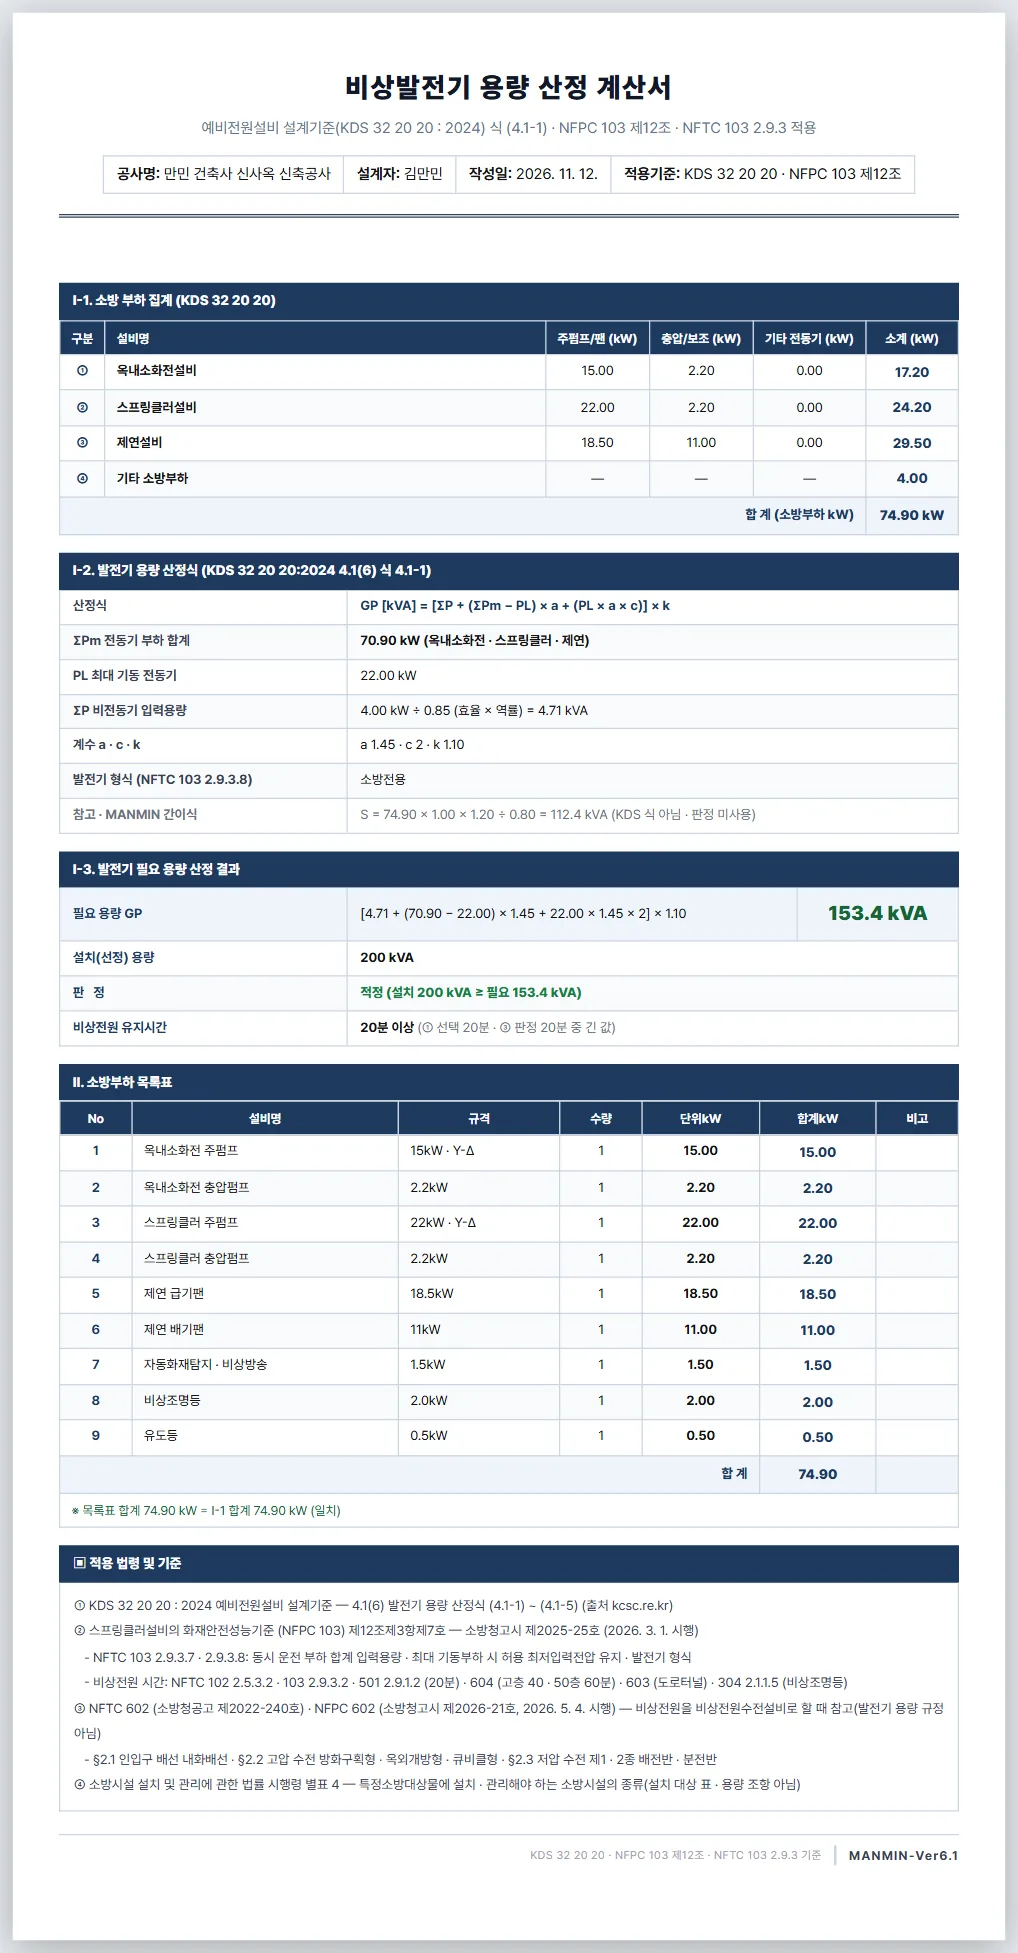 비상발전기 용량 산정 계산서
예비전원설비 설계기준(KDS 32 20 20 : 2024) 식 (4.1-1) · NFPC 103 제12조 · NFTC 103 2.9.3 적용
공사명: 만민 건축사 신사옥 신축공사 설계자: 김만민 작성일: 2026. 11. 12. 적용기준: KDS 32 20 20 · NFPC 103 제12조
I-1. 소방 부하 집계 (KDS 32 20 20)
구분 설비명 주펌프/팬 (kW) 충압/보조 (kW) 기타 전동기 (kW) 소계 (kW)
① 옥내소화전설비 15.00 2.20 0.00 17.20
② 스프링클러설비 22.00 2.20 0.00 24.20
③ 제연설비 18.50 11.00 0.00 29.50
④ 기타 소방부하 — — — 4.00
합 계 (소방부하 kW) 74.90 kW
I-2. 발전기 용량 산정식 (KDS 32 20 20:2024 4.1(6) 식 4.1-1)
산정식 GP [kVA] = [ΣP + (ΣPm − PL) × a + (PL × a × c)] × k
ΣPm 전동기 부하 합계 70.90 kW (옥내소화전 · 스프링클러 · 제연)
PL 최대 기동 전동기 22.00 kW
ΣP 비전동기 입력용량 4.00 kW ÷ 0.85 (효율 × 역률) = 4.71 kVA
계수 a · c · k a 1.45 · c 2 · k 1.10
발전기 형식 (NFTC 103 2.9.3.8) 소방전용
참고 · MANMIN 간이식 S = 74.90 × 1.00 × 1.20 ÷ 0.80 = 112.4 kVA (KDS 식 아님 · 판정 미사용)
I-3. 발전기 필요 용량 산정 결과
필요 용량 GP [4.71 + (70.90 − 22.00) × 1.45 + 22.00 × 1.45 × 2] × 1.10 153.4 kVA
설치(선정) 용량 200 kVA
판 정 적정 (설치 200 kVA ≥ 필요 153.4 kVA)
비상전원 유지시간 20분 이상 (① 선택 20분 · ③ 판정 20분 중 긴 값)
II. 소방부하 목록표
No 설비명 규격 수량 단위kW 합계kW 비고
1 옥내소화전 주펌프 15kW · Y-Δ 1 15.00 15.00
2 옥내소화전 충압펌프 2.2kW 1 2.20 2.20
3 스프링클러 주펌프 22kW · Y-Δ 1 22.00 22.00
4 스프링클러 충압펌프 2.2kW 1 2.20 2.20
5 제연 급기팬 18.5kW 1 18.50 18.50
6 제연 배기팬 11kW 1 11.00 11.00
7 자동화재탐지 · 비상방송 1.5kW 1 1.50 1.50
8 비상조명등 2.0kW 1 2.00 2.00
9 유도등 0.5kW 1 0.50 0.50
합 계 74.90
※ 목록표 합계 74.90 kW = I-1 합계 74.90 kW (일치)
▣ 적용 법령 및 기준
① KDS 32 20 20 : 2024 예비전원설비 설계기준 — 4.1(6) 발전기 용량 산정식 (4.1-1) ~ (4.1-5) (출처 kcsc.re.kr)
② 스프링클러설비의 화재안전성능기준 (NFPC 103) 제12조제3항제7호 — 소방청고시 제2025-25호 (2026. 3. 1. 시행)
- NFTC 103 2.9.3.7 · 2.9.3.8: 동시 운전 부하 합계 입력용량 · 최대 기동부하 시 허용 최저입력전압 유지 · 발전기 형식
- 비상전원 시간: NFTC 102 2.5.3.2 · 103 2.9.3.2 · 501 2.9.1.2 (20분) · 604 (고층 40 · 50층 60분) · 603 (도로터널) · 304 2.1.1.5 (비상조명등)
③ NFTC 602 (소방청공고 제2022-240호) · NFPC 602 (소방청고시 제2026-21호, 2026. 5. 4. 시행) — 비상전원을 비상전원수전설비로 할 때 참고(발전기 용량 규정
아님)
- §2.1 인입구 배선 내화배선 · §2.2 고압 수전 방화구획형 · 옥외개방형 · 큐비클형 · §2.3 저압 수전 제1 · 2종 배전반 · 분전반
④ 소방시설 설치 및 관리에 관한 법률 시행령 별표 4 — 특정소방대상물에 설치 · 관리해야 하는 소방시설의 종류(설치 대상 표 · 용량 조항 아님)
KDS 32 20 20 · NFPC 103 제12조 · NFTC 103 2.9.3 기준 MANMIN-Ver6.1